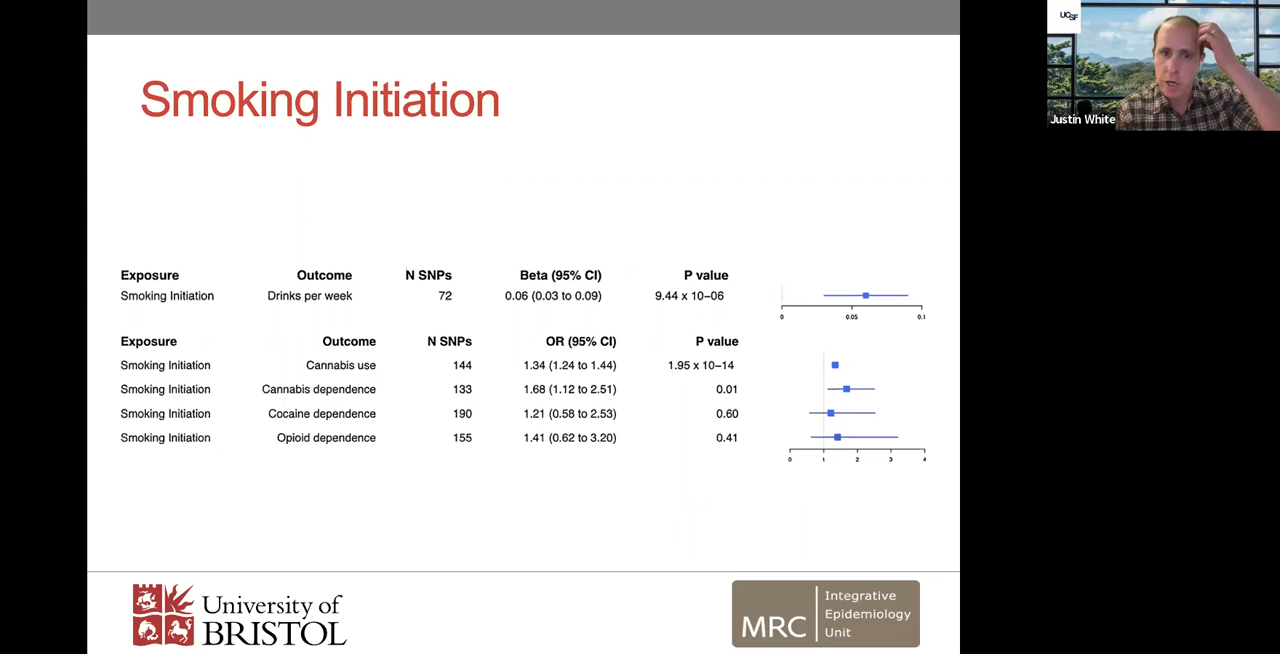 Smoking Initiation
Exposure Outcome N SNPs Beta (95% CI) P value
Smoking Initiation Drinks per week 72 0.06 (0.03 to 0.09) 9.44 x 10−06
0 0.05 0.1
Exposure Outcome N SNPs OR (95% CI) P value
Smoking Initiation Cannabis use 144 1.34 (1.24 to 1.44) 1.95 x 10−14
Smoking Initiation Cannabis dependence 133 1.68 (1.12 to 2.51) 0.01
Smoking Initiation Cocaine dependence 190 1.21 (0.58 to 2.53) 0.60
Smoking Initiation Opioid dependence 155 1.41 (0.62 to 3.20) 0.41
0 1 2 3 4
University of
BRISTOL
MRC
Integrative
Epidemiology
Unit
UCSF
Justin White